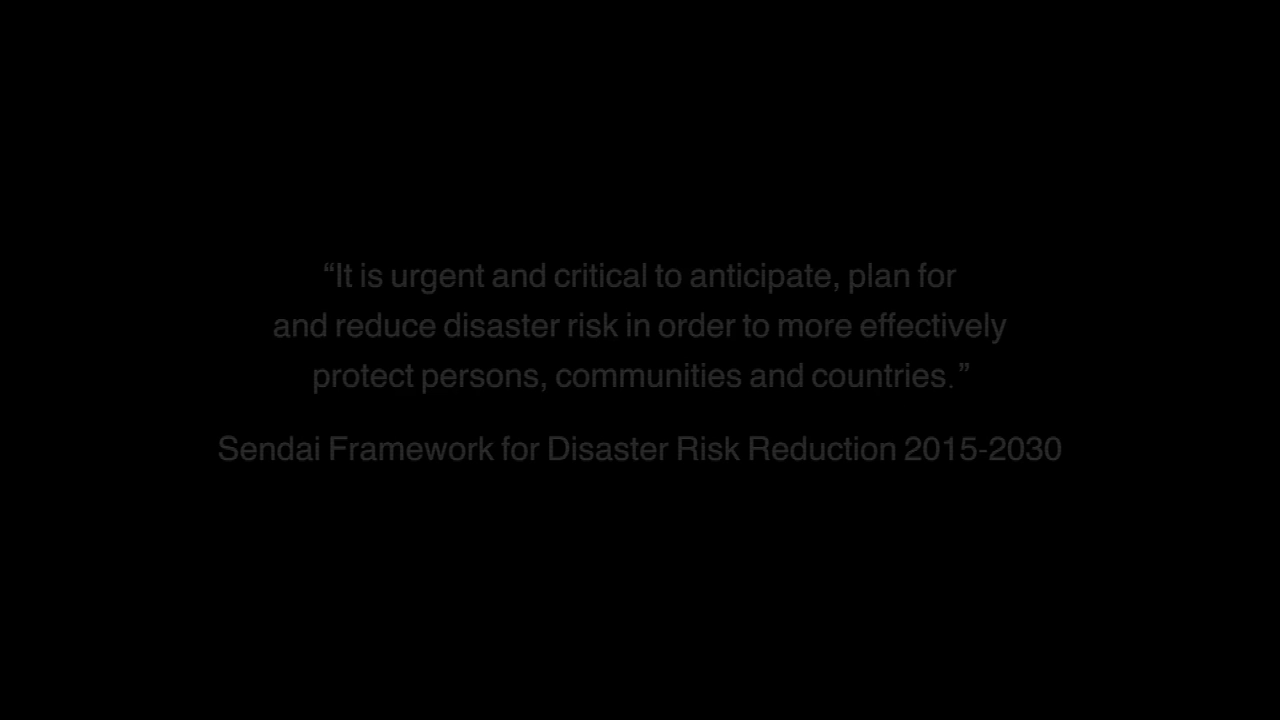 “It is urgent and critical to anticipate, plan for
and reduce disaster risk in order to more effectively
protect persons, communities and countries.”
Sendai Framework for Disaster Risk Reduction 2015-2030